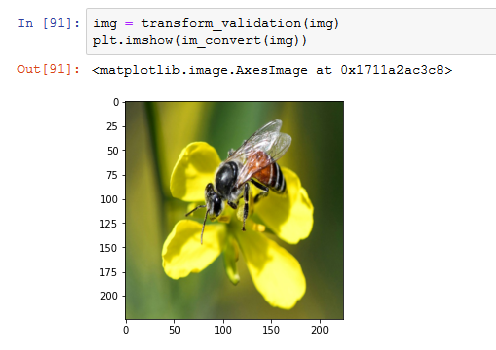 In [91]: img = transform_validation(img)
plt.imshow(im_convert(img))
Out[91]: <matplotlib.image.AxesImage at 0x1711a2ac3c8>
0
25
50
75
100
125
150
175
200
0 50 100 150 200